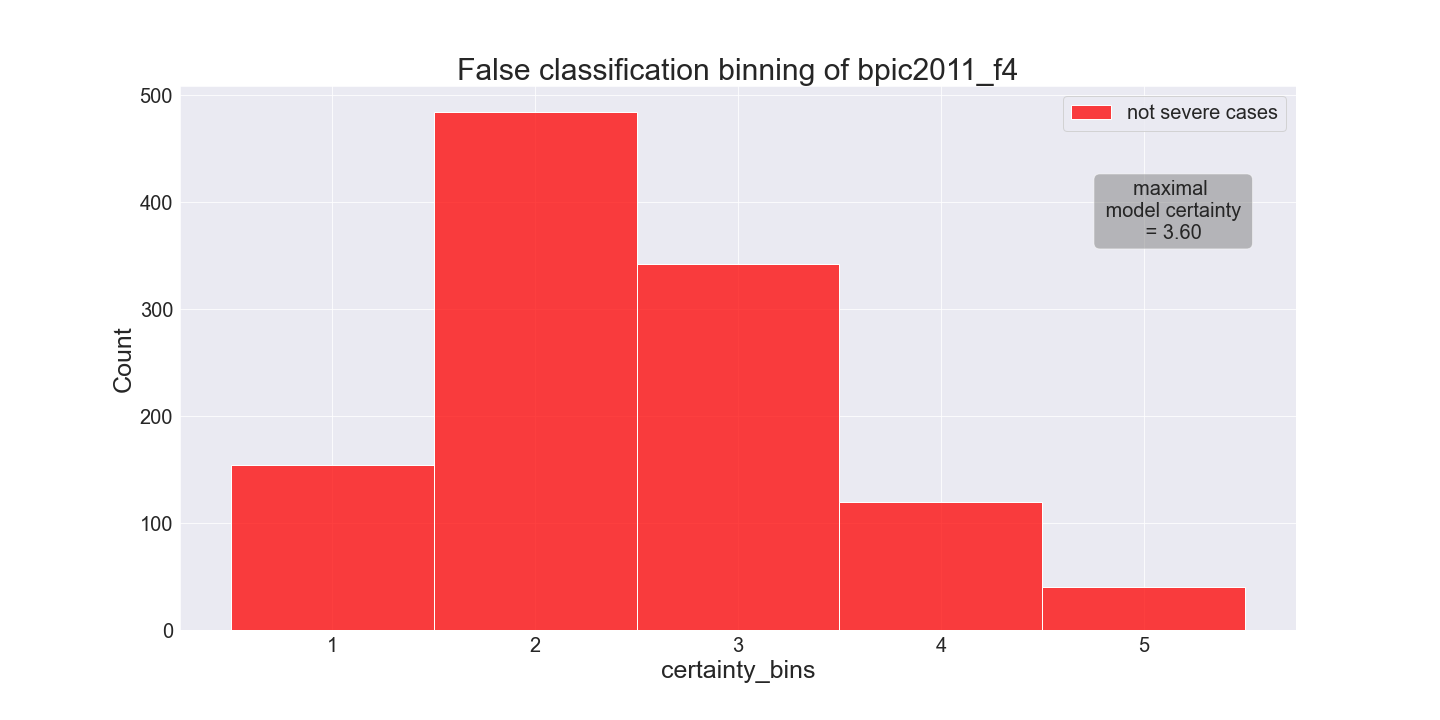 False classification binning of bpic2011_f4
not severe cases
maximal
model certainty
= 3.60
500
400
300
200
100
0
Count
1 2 3 4 5
certainty_bins